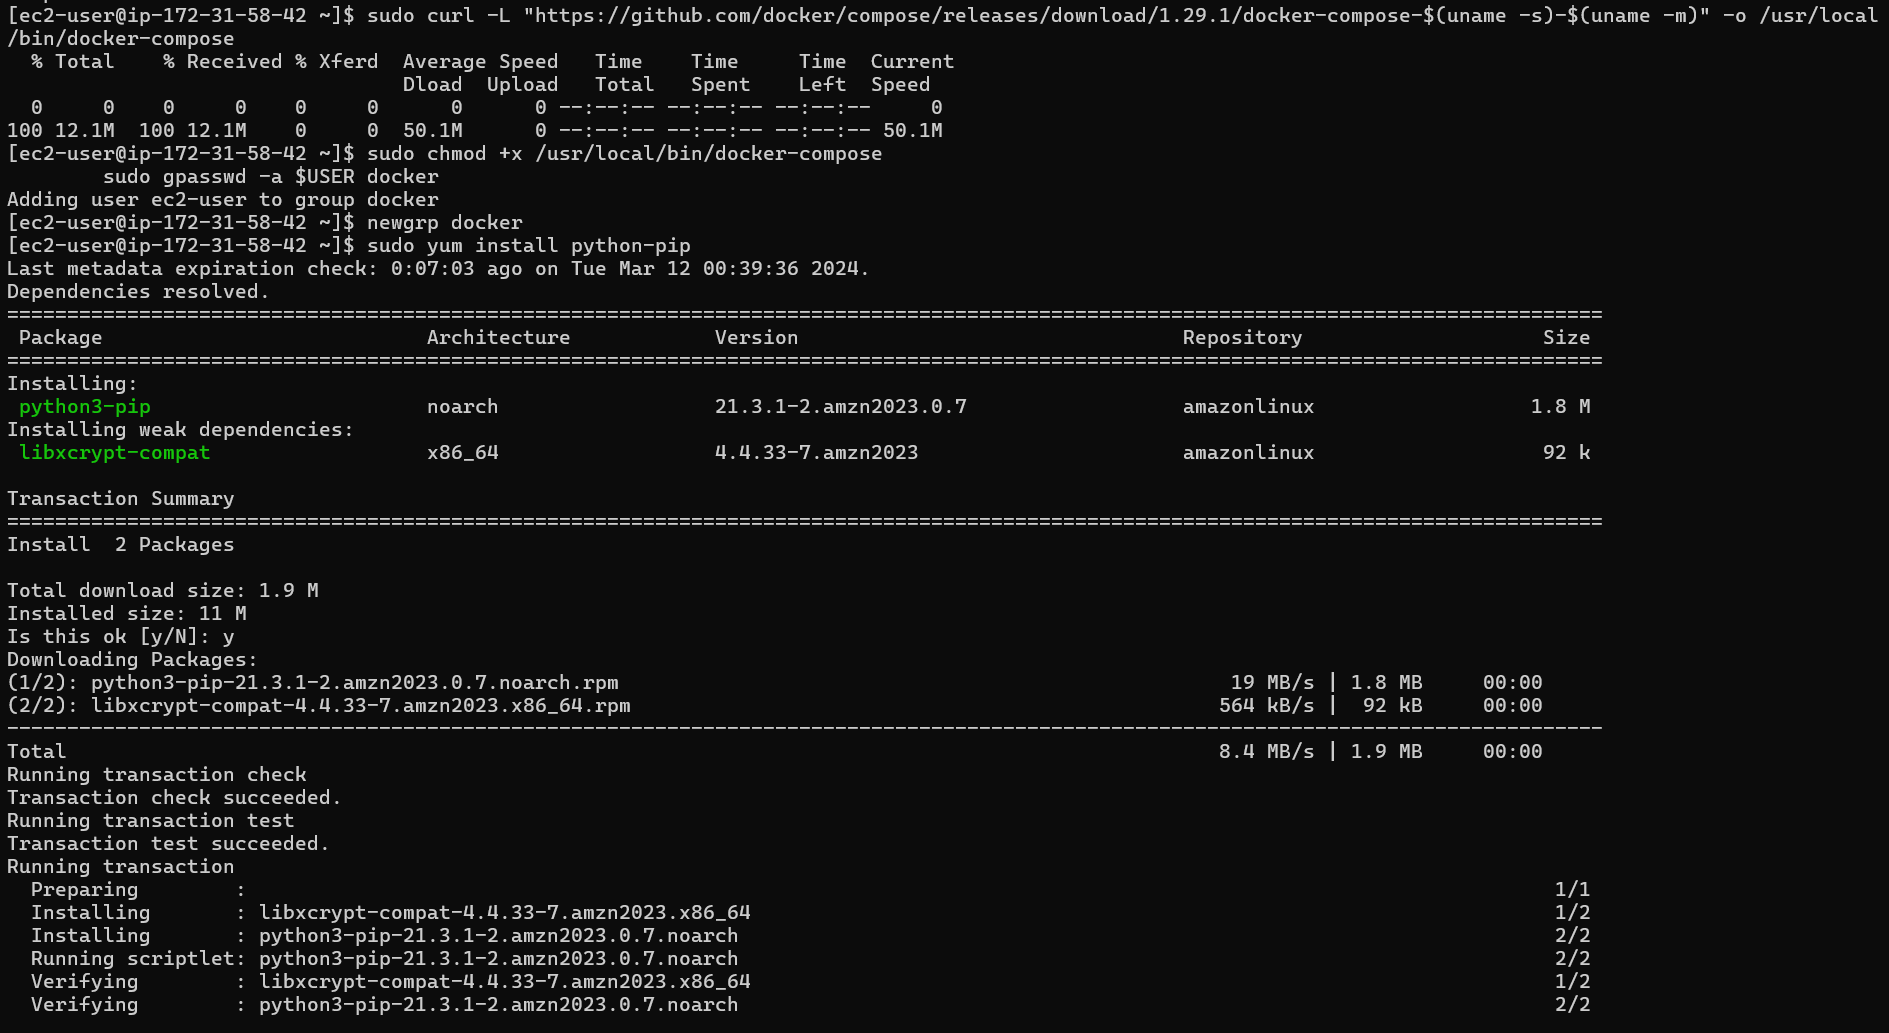 [ec2-user@ip-172-31-58-42 ~]$ sudo curl -L "https://github.com/docker/compose/releases/download/1.29.1/docker-compose-$(uname -s)-$(uname -m)" -o /usr/local
/bin/docker-compose
  % Total    % Received % Xferd  Average Speed   Time    Time     Time  Current
                                 Dload  Upload   Total   Spent    Left  Speed
  0     0    0     0    0     0      0      0 --:--:-- --:--:-- --:--:--     0
100 12.1M  100 12.1M    0     0  50.1M      0 --:--:-- --:--:-- --:--:-- 50.1M
[ec2-user@ip-172-31-58-42 ~]$ sudo chmod +x /usr/local/bin/docker-compose
        sudo gpasswd -a $USER docker
Adding user ec2-user to group docker
[ec2-user@ip-172-31-58-42 ~]$ newgrp docker
[ec2-user@ip-172-31-58-42 ~]$ sudo yum install python-pip
Last metadata expiration check: 0:07:03 ago on Tue Mar 12 00:39:36 2024.
Dependencies resolved.
=====================================================================================================================================
 Package                           Architecture            Version                                Repository                    Size
=====================================================================================================================================
Installing:
 python3-pip                       noarch                  21.3.1-2.amzn2023.0.7                  amazonlinux                  1.8 M
Installing weak dependencies:
 libxcrypt-compat                  x86_64                  4.4.33-7.amzn2023                      amazonlinux                   92 k

Transaction Summary
=====================================================================================================================================
Install  2 Packages

Total download size: 1.9 M
Installed size: 11 M
Is this ok [y/N]: y
Downloading Packages:
(1/2): python3-pip-21.3.1-2.amzn2023.0.7.noarch.rpm                                                   19 MB/s | 1.8 MB     00:00
(2/2): libxcrypt-compat-4.4.33-7.amzn2023.x86_64.rpm                                                 564 kB/s |  92 kB     00:00
-------------------------------------------------------------------------------------------------------------------------------------
Total                                                                                                8.4 MB/s | 1.9 MB     00:00
Running transaction check
Transaction check succeeded.
Running transaction test
Transaction test succeeded.
Running transaction
  Preparing        :                                                                                                             1/1
  Installing       : libxcrypt-compat-4.4.33-7.amzn2023.x86_64                                                                   1/2
  Installing       : python3-pip-21.3.1-2.amzn2023.0.7.noarch                                                                    2/2
  Running scriptlet: python3-pip-21.3.1-2.amzn2023.0.7.noarch                                                                    2/2
  Verifying        : libxcrypt-compat-4.4.33-7.amzn2023.x86_64                                                                   1/2
  Verifying        : python3-pip-21.3.1-2.amzn2023.0.7.noarch                                                                    2/2